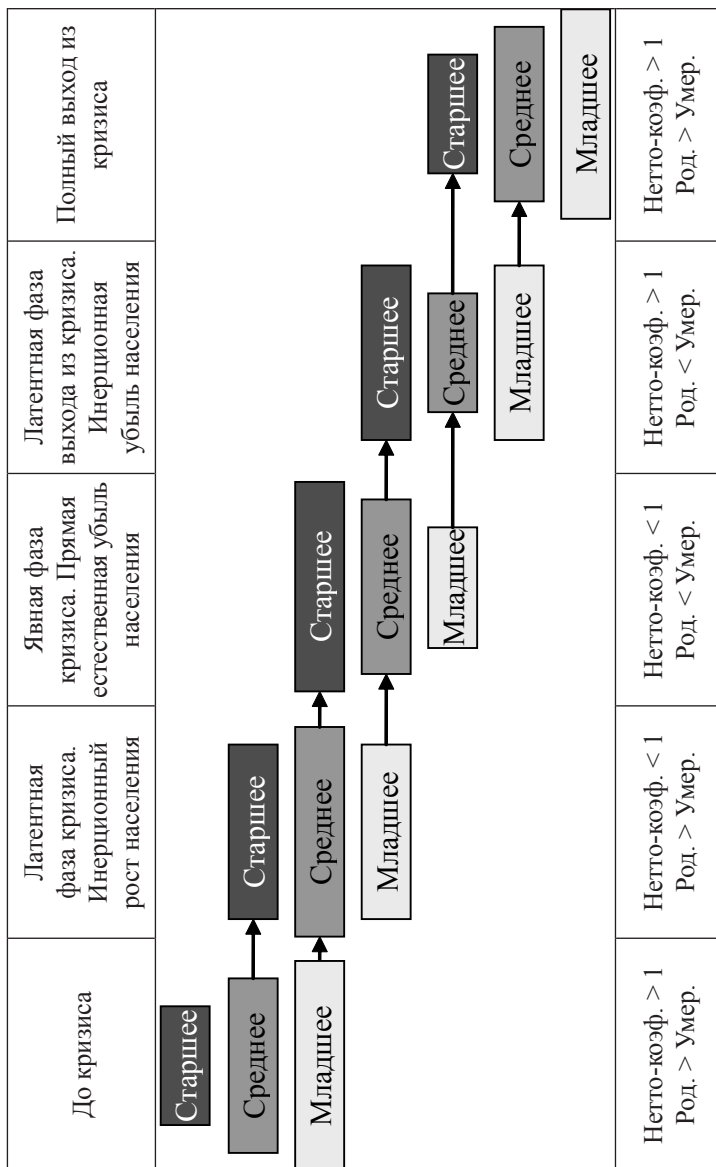 До кризиса
Латентная
фаза кризиса.
Инерционный
рост населения
Явная фаза
кризиса. Прямая
естественная убыль
населения
Латентная фаза
выхода из кризиса.
Инерционная
убыль населения
Полный выход из
кризиса
Старшее
Среднее
Младшее
Старшее
Среднее
Младшее
Старшее
Среднее
Младшее
Старшее
Среднее
Младшее
Старшее
Среднее
Младшее
Нетто-коэф. > 1
Род. > Умер.
Нетто-коэф. < 1
Род. > Умер.
Нетто-коэф. < 1
Род. < Умер.
Нетто-коэф. > 1
Род. < Умер.
Нетто-коэф. > 1
Род. > Умер.